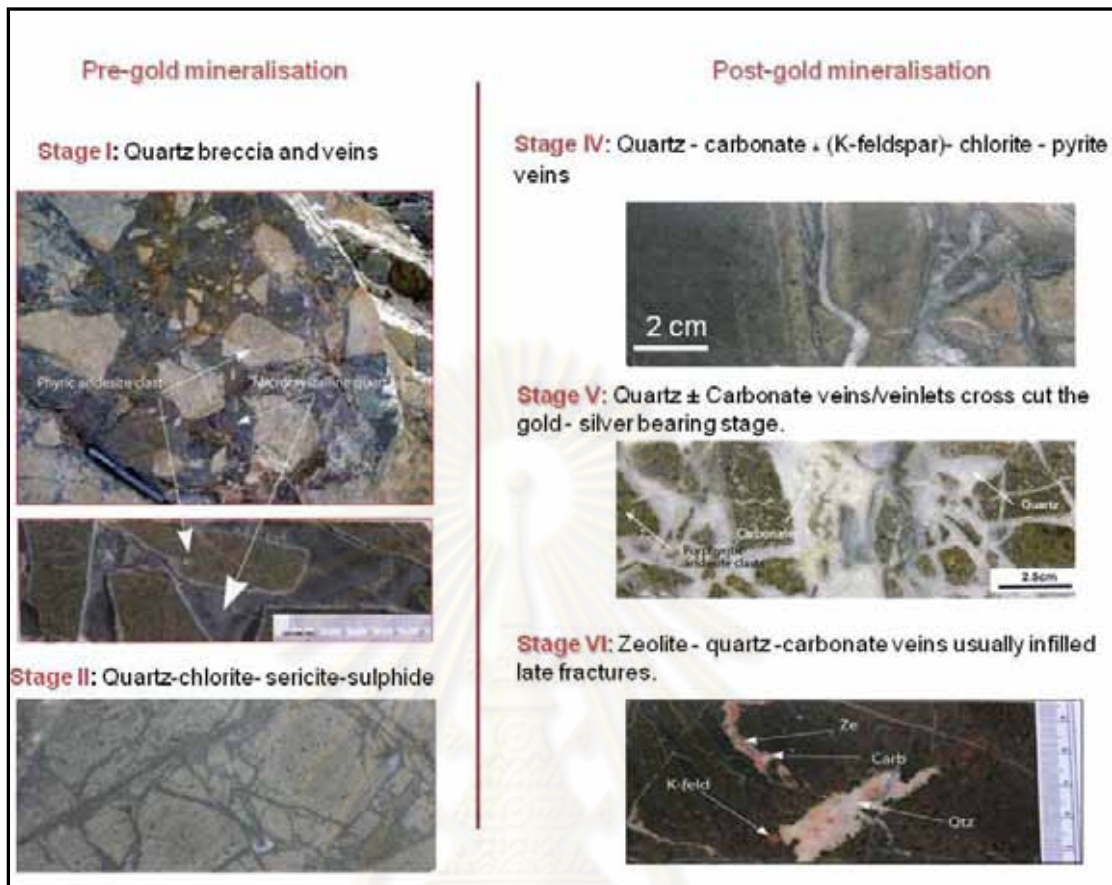 Pre-gold mineralisation
Stage I: Quartz breccia and veins
Phyric andesite clast
Microcrystalline quartz
Stage II: Quartz-chlorite- sericite-sulphide
Post-gold mineralisation
Stage IV: Quartz - carbonate ± (K-feldspar)- chlorite - pyrite
veins
2 cm
Stage V: Quartz ± Carbonate veins/veinlets cross cut the
gold - silver bearing stage.
Quartz
Carbonate
Porphyritic
andesite clasts
2.5cm
Stage VI: Zeolite - quartz -carbonate veins usually infilled
late fractures.
Ze
Carb
K-feld
Qtz